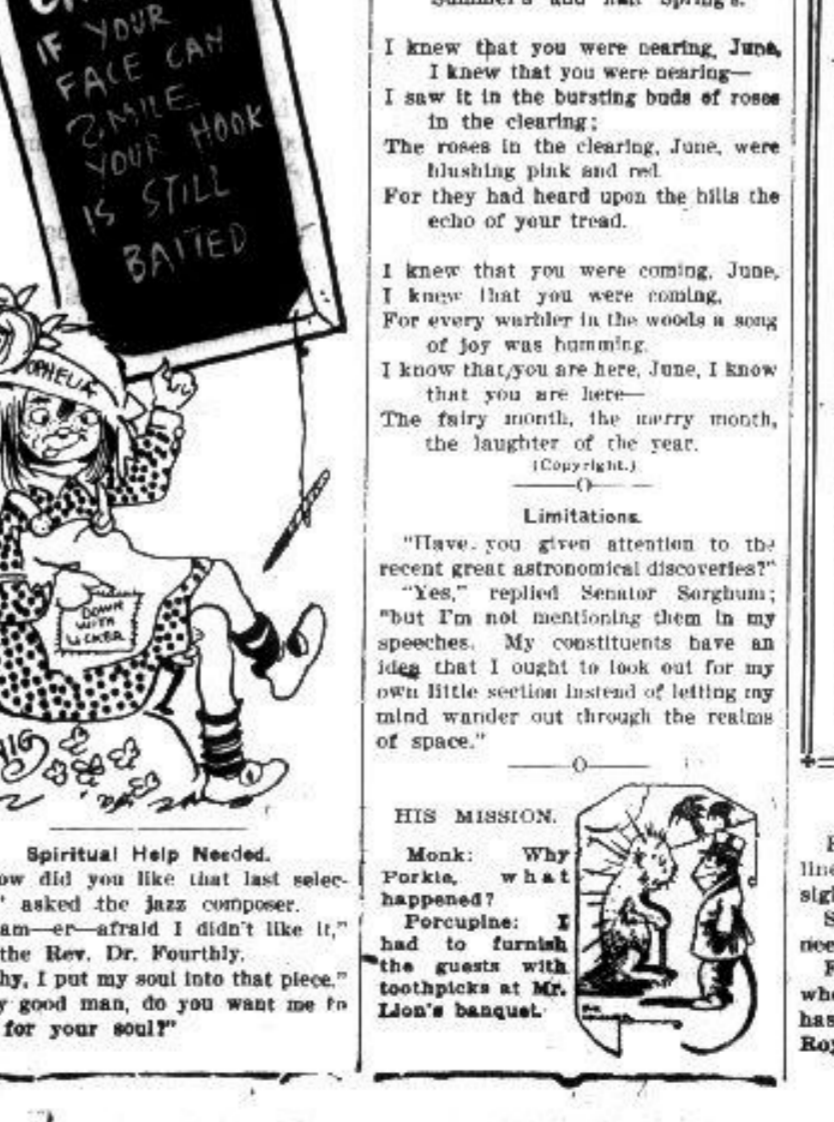 IF YOUR
FACE CAN
SMILE
YOUR HOOK
IS STILL
BAITED
OPHELIA
DOWN
WITH
LICKER
Spiritual Help Needed.
ow did you like that last selec-
" asked the jazz composer.
am—er—afraid I didn't like it,"
the Rev. Dr. Fourthly.
hy, I put my soul into that piece."
y good man, do you want me to
for your soul?"
Summer's and half Spring's.
I knew that you were nearing, June,
I knew that you were nearing—
I saw it in the bursting buds of roses
in the clearing;
The roses in the clearing, June, were
blushing pink and red.
For they had heard upon the hills the
echo of your tread.
I knew that you were coming, June,
I knew that you were coming,
For every warbler in the woods a song
of joy was humming.
I know that you are here, June, I know
that you are here—
The fairy month, the merry month,
the laughter of the year.
(Copyright.)
Limitations.
"Have you given attention to the
recent great astronomical discoveries?"
"Yes," replied Senator Sorghum;
"but I'm not mentioning them in my
speeches. My constituents have an
idea that I ought to look out for my
own little section instead of letting my
mind wander out through the realms
of space."
HIS MISSION.
Monk: Why
Porkie, what
happened?
Porcupine: I
had to furnish
the guests with
toothpicks at Mr.
Lion's banquet.
line
sig
nee
who
has
Roy